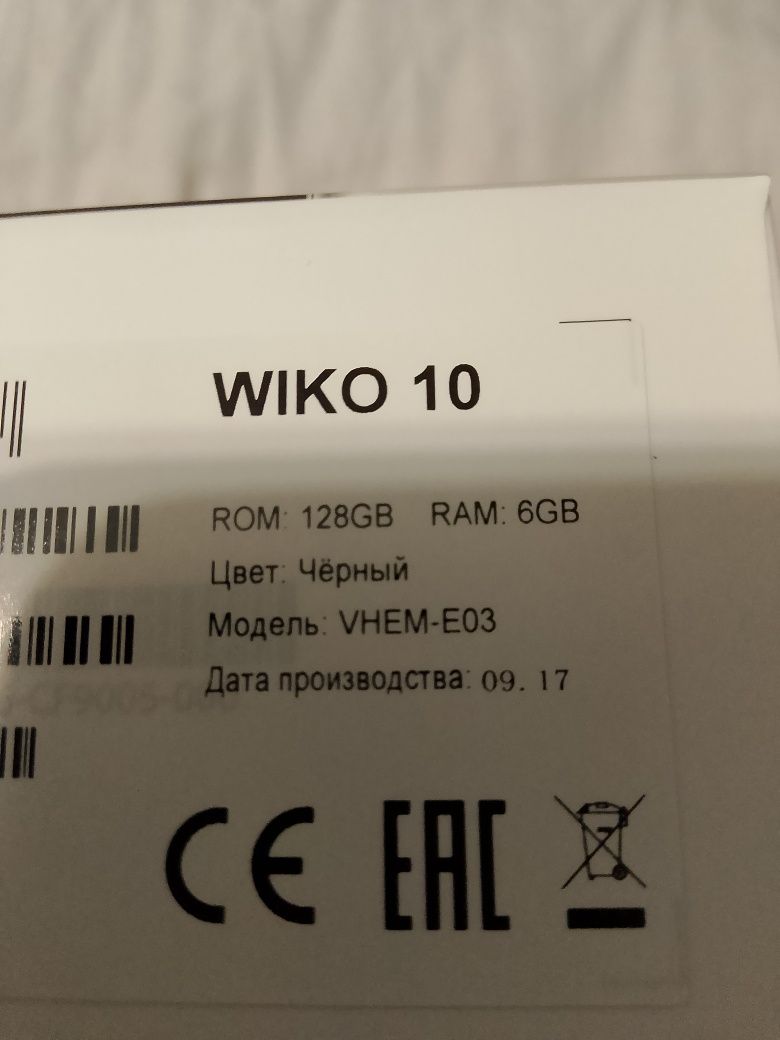 WIKO 10
ROM: 128GB RAM: 6GB
Цвет: Чёрный
Модель: VHEM-E03
Дата производства: 09. 17
CE EAC